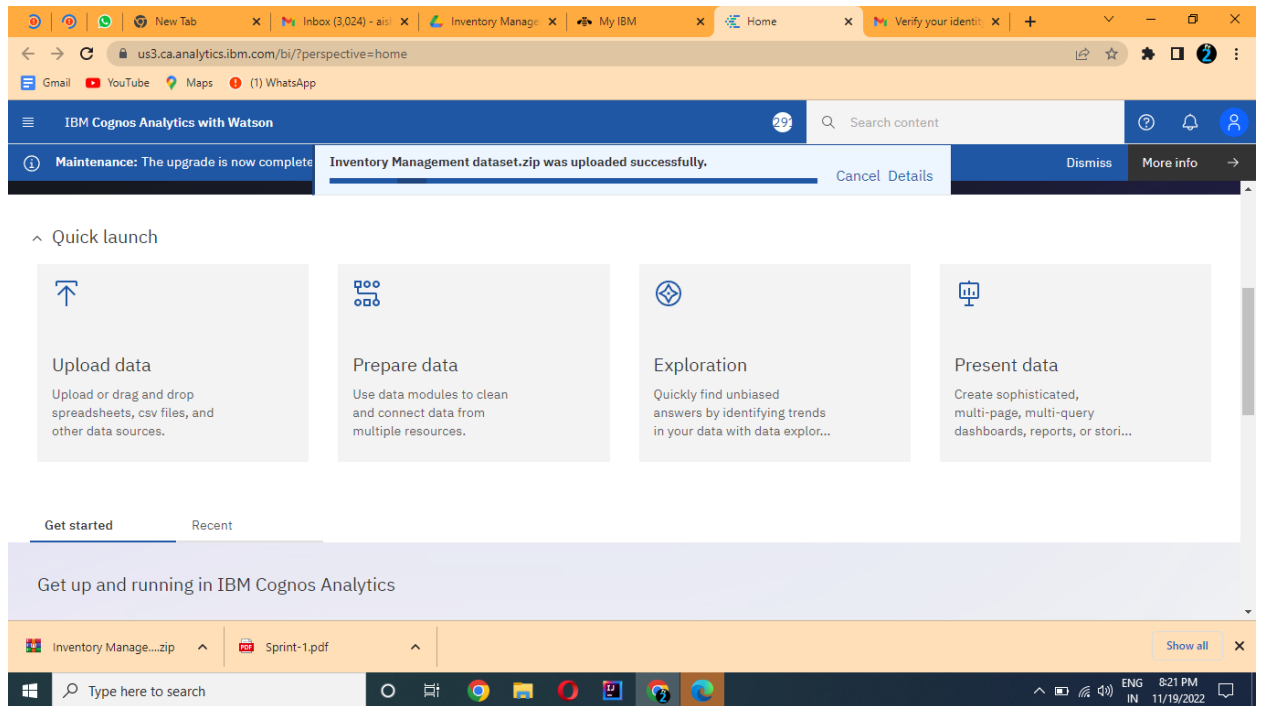 New Tab
Inbox (3,024) - aisl
Inventory Manage
My IBM
Home
Verify your identity
us3.ca.analytics.ibm.com/bi/?perspective=home
Gmail
YouTube
Maps
(1) WhatsApp
IBM Cognos Analytics with Watson
291
Search content
Maintenance: The upgrade is now complete
Inventory Management dataset.zip was uploaded successfully.
Cancel Details
Dismiss
More info
Quick launch
Upload data
Upload or drag and drop
spreadsheets, csv files, and
other data sources.
Prepare data
Use data modules to clean
and connect data from
multiple resources.
Exploration
Quickly find unbiased
answers by identifying trends
in your data with data explor...
Present data
Create sophisticated,
multi-page, multi-query
dashboards, reports, or stori...
Get started
Recent
Get up and running in IBM Cognos Analytics
Inventory Manage....zip
PDF
Sprint-1.pdf
Show all
Type here to search
ENG
IN
8:21 PM
11/19/2022